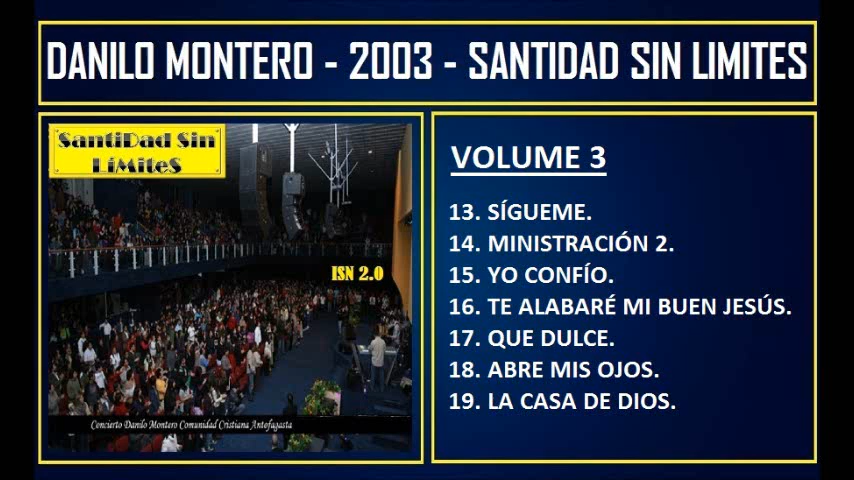 DANILO MONTERO - 2003 - SANTIDAD SIN LIMITES
SantiDad Sin
LíMiteS
ISN 2.0
Concierto Danilo Montero Comunidad Cristiana Antofagasta
VOLUME 3
13. SÍGUEME.
14. MINISTRACIÓN 2.
15. YO CONFÍO.
16. TE ALABARÉ MI BUEN JESÚS.
17. QUE DULCE.
18. ABRE MIS OJOS.
19. LA CASA DE DIOS.